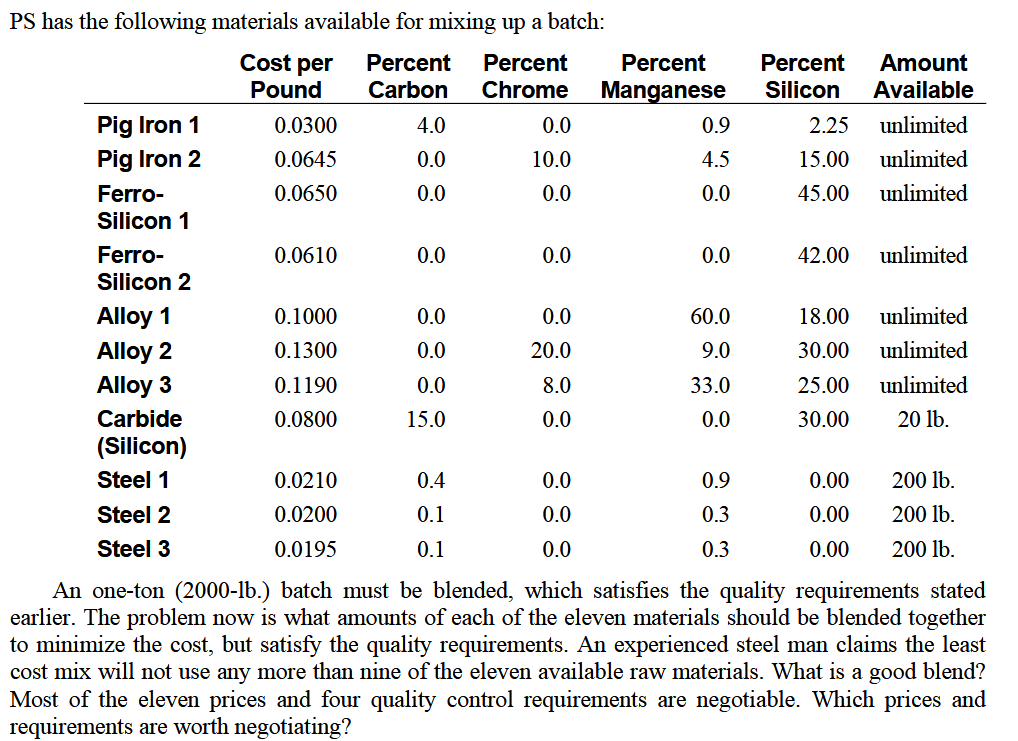 PS has the following materials available for mixing up a batch:
Cost per Pound Percent Carbon Percent Chrome Percent Manganese Percent Silicon Amount Available
Pig Iron 1 0.0300 4.0 0.0 0.9 2.25 unlimited
Pig Iron 2 0.0645 0.0 10.0 4.5 15.00 unlimited
Ferro- 0.0650 0.0 0.0 0.0 45.00 unlimited
Silicon 1
Ferro- 0.0610 0.0 0.0 0.0 42.00 unlimited
Silicon 2
Alloy 1 0.1000 0.0 0.0 60.0 18.00 unlimited
Alloy 2 0.1300 0.0 20.0 9.0 30.00 unlimited
Alloy 3 0.1190 0.0 8.0 33.0 25.00 unlimited
Carbide 0.0800 15.0 0.0 0.0 30.00 20 lb.
(Silicon)
Steel 1 0.0210 0.4 0.0 0.9 0.00 200 lb.
Steel 2 0.0200 0.1 0.0 0.3 0.00 200 lb.
Steel 3 0.0195 0.1 0.0 0.3 0.00 200 lb.
An one-ton (2000-lb.) batch must be blended, which satisfies the quality requirements stated
earlier. The problem now is what amounts of each of the eleven materials should be blended together
to minimize the cost, but satisfy the quality requirements. An experienced steel man claims the least
cost mix will not use any more than nine of the eleven available raw materials. What is a good blend?
Most of the eleven prices and four quality control requirements are negotiable. Which prices and
requirements are worth negotiating?